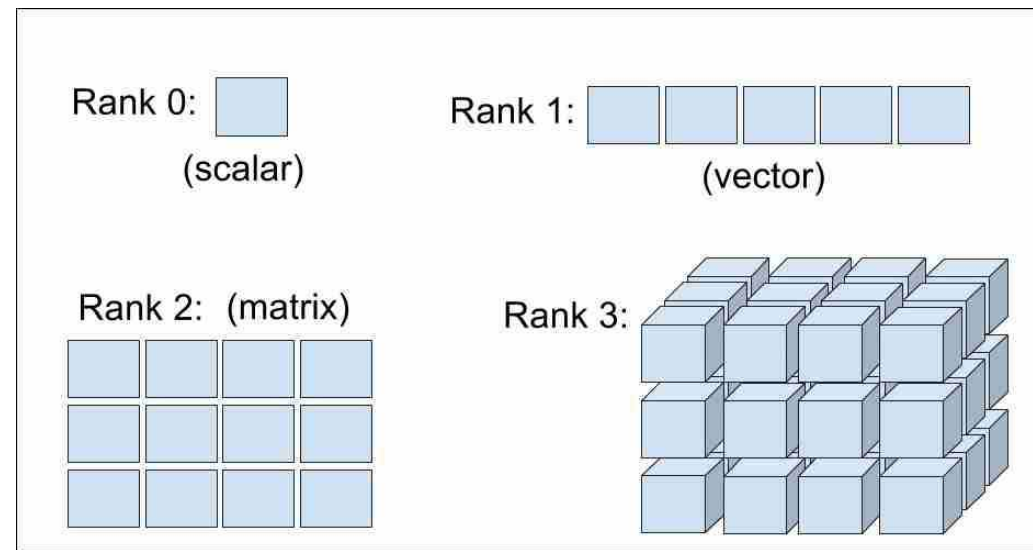 Rank 0:
(scalar)
Rank 1:
(vector)
Rank 2: (matrix)
Rank 3: